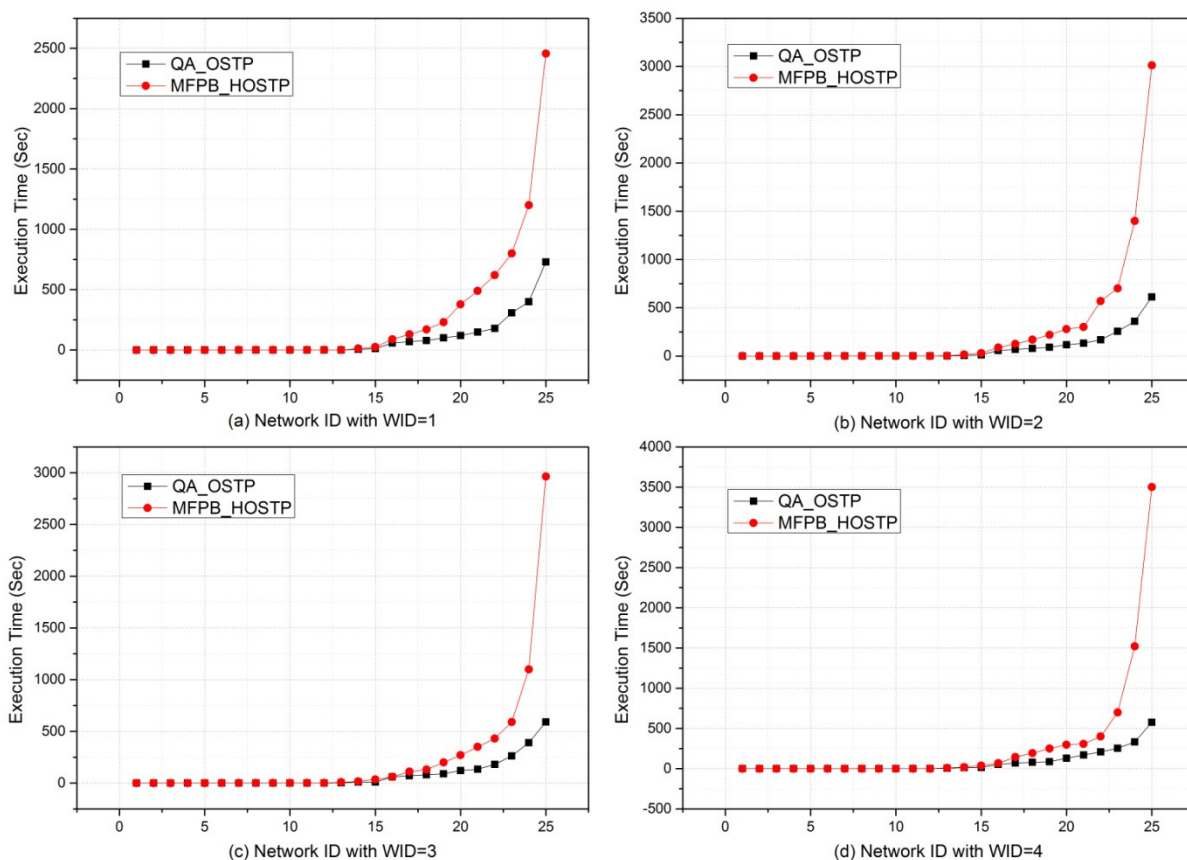 2500
2000
1500
1000
500
0
Execution Time (Sec)
QA_OSTP
MFPB_HOSTP
0 5 10 15 20 25
(a) Network ID with WID=1
3500
3000
2500
2000
1500
1000
500
0
Execution Time (Sec)
QA_OSTP
MFPB_HOSTP
0 5 10 15 20 25
(b) Network ID with WID=2
3000
2500
2000
1500
1000
500
0
Execution Time (Sec)
QA_OSTP
MFPB_HOSTP
0 5 10 15 20 25
(c) Network ID with WID=3
4000
3500
3000
2500
2000
1500
1000
500
0
-500
Execution Time (Sec)
QA_OSTP
MFPB_HOSTP
0 5 10 15 20 25
(d) Network ID with WID=4